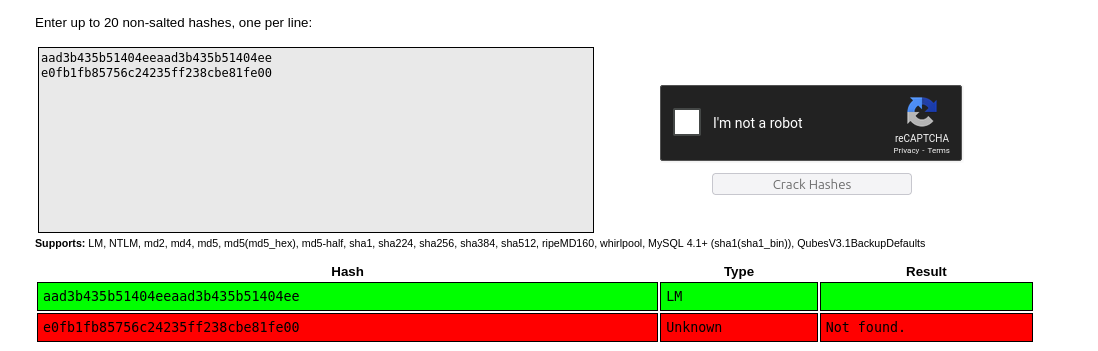 Enter up to 20 non-salted hashes, one per line:
aad3b435b51404eeaad3b435b51404ee
e0fb1fb85756c24235ff238cbe81fe00
I'm not a robot
reCAPTCHA
Privacy - Terms
Crack Hashes
Supports: LM, NTLM, md2, md4, md5, md5(md5_hex), md5-half, sha1, sha224, sha256, sha384, sha512, ripeMD160, whirlpool, MySQL 4.1+ (sha1(sha1_bin)), QubesV3.1BackupDefaults
Hash Type Result
aad3b435b51404eeaad3b435b51404ee LM
e0fb1fb85756c24235ff238cbe81fe00 Unknown Not found.